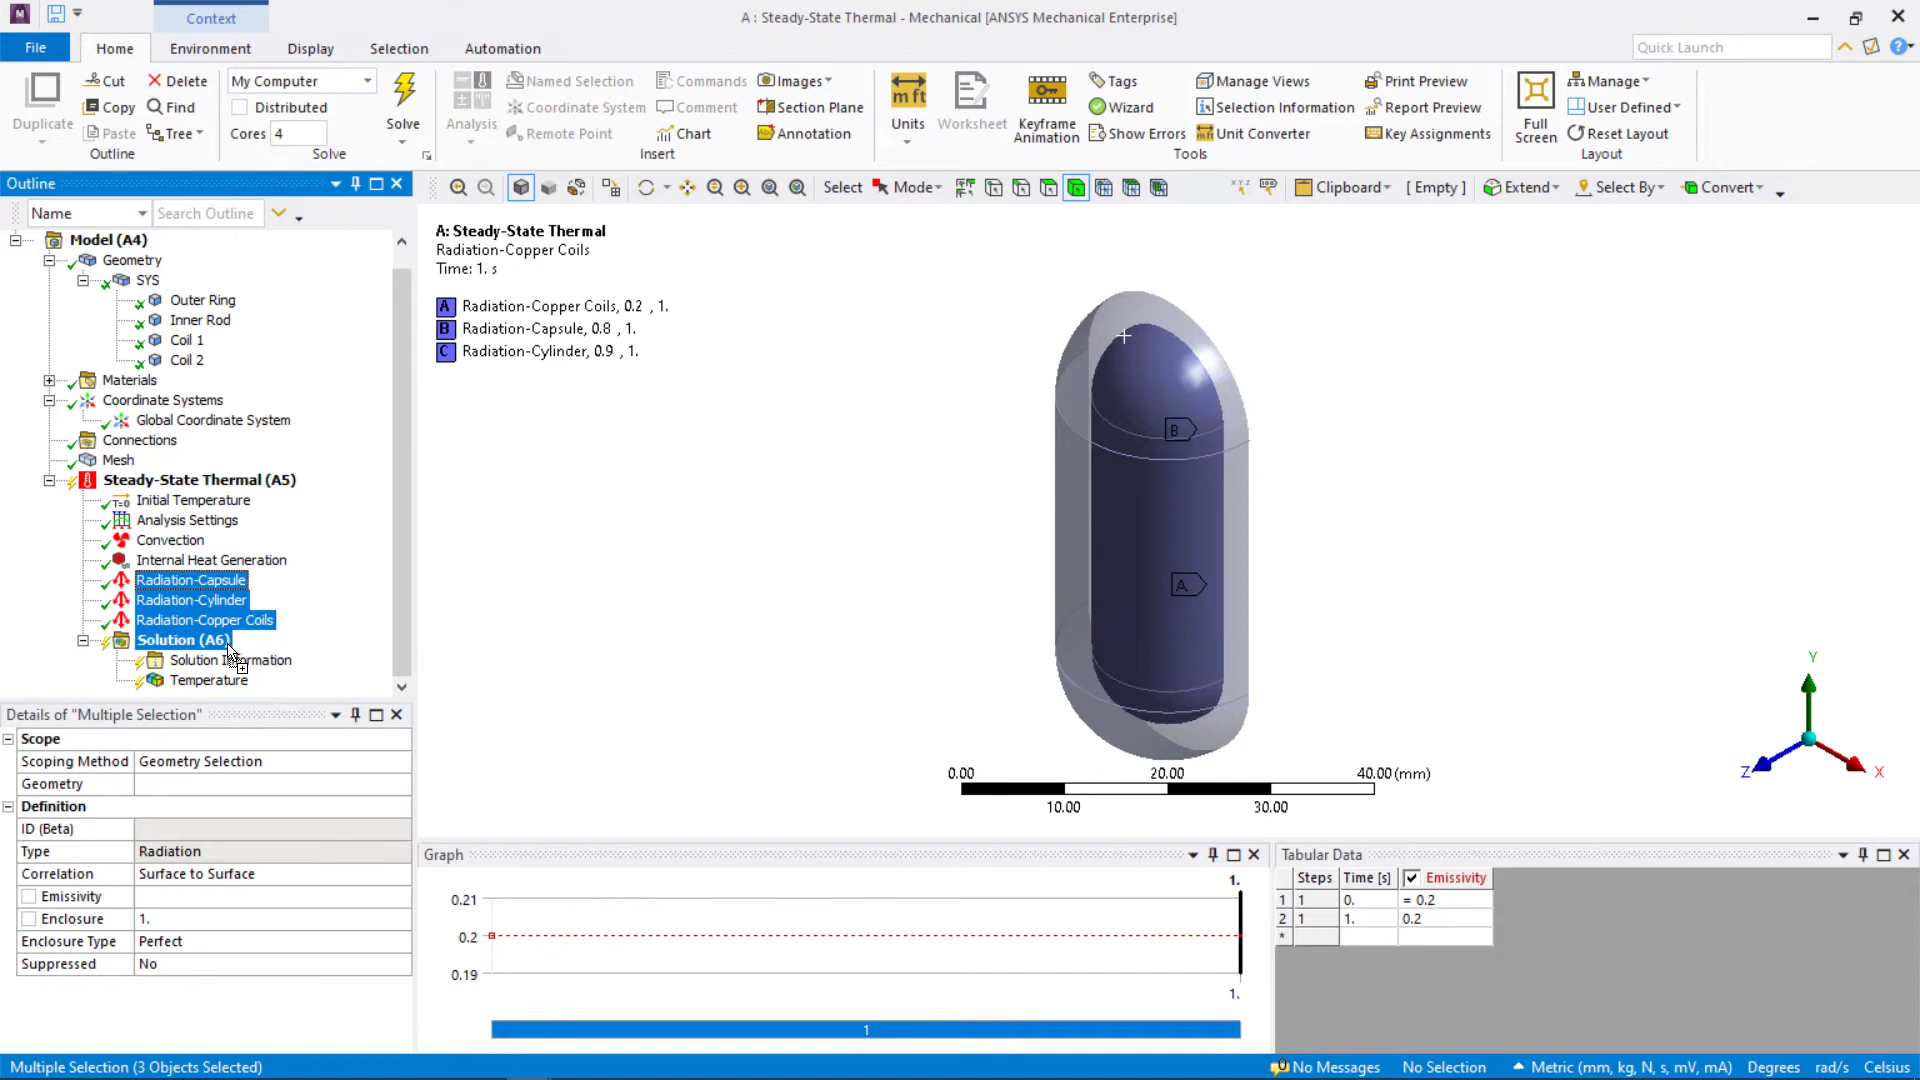 Context
A : Steady-State Thermal - Mechanical [ANSYS Mechanical Enterprise]
File Home Environment Display Selection Automation
Quick Launch
Duplicate
Cut
Copy
Paste
Delete
Find
Tree
Outline
My Computer
Distributed
Cores 4
Solve
Solve
Analysis
Named Selection
Coordinate System
Remote Point
Commands
Comment
Chart
Images
Section Plane
Annotation
Insert
Units
Worksheet
Keyframe
Animation
Tags
Wizard
Show Errors
Manage Views
Selection Information
Unit Converter
Print Preview
Report Preview
Key Assignments
Tools
Full
Screen
Manage
User Defined
Reset Layout
Layout
Outline
Name Search Outline
Select Mode Clipboard [ Empty ] Extend Select By Convert
Model (A4)
Geometry
SYS
Outer Ring
Inner Rod
Coil 1
Coil 2
Materials
Coordinate Systems
Global Coordinate System
Connections
Mesh
Steady-State Thermal (A5)
Initial Temperature
Analysis Settings
Convection
Internal Heat Generation
Radiation-Capsule
Radiation-Cylinder
Radiation-Copper Coils
Solution (A6)
Solution Information
Temperature
A: Steady-State Thermal
Radiation-Copper Coils
Time: 1. s
A Radiation-Copper Coils, 0.2 , 1.
B Radiation-Capsule, 0.8 , 1.
C Radiation-Cylinder, 0.9 , 1.
B
A
0.00 20.00 40.00 (mm)
10.00 30.00
Y
Z
X
Details of "Multiple Selection"
Scope
Scoping Method Geometry Selection
Geometry
Definition
ID (Beta)
Type Radiation
Correlation Surface to Surface
Emissivity
Enclosure 1.
Enclosure Type Perfect
Suppressed No
Graph
1.
0.21
0.2
0.19
1.
1
Tabular Data
Steps Time [s] Emissivity
1 1 0. = 0.2
2 1 1. 0.2
*
Multiple Selection (3 Objects Selected)
No Messages No Selection Metric (mm, kg, N, s, mV, mA) Degrees rad/s Celsius